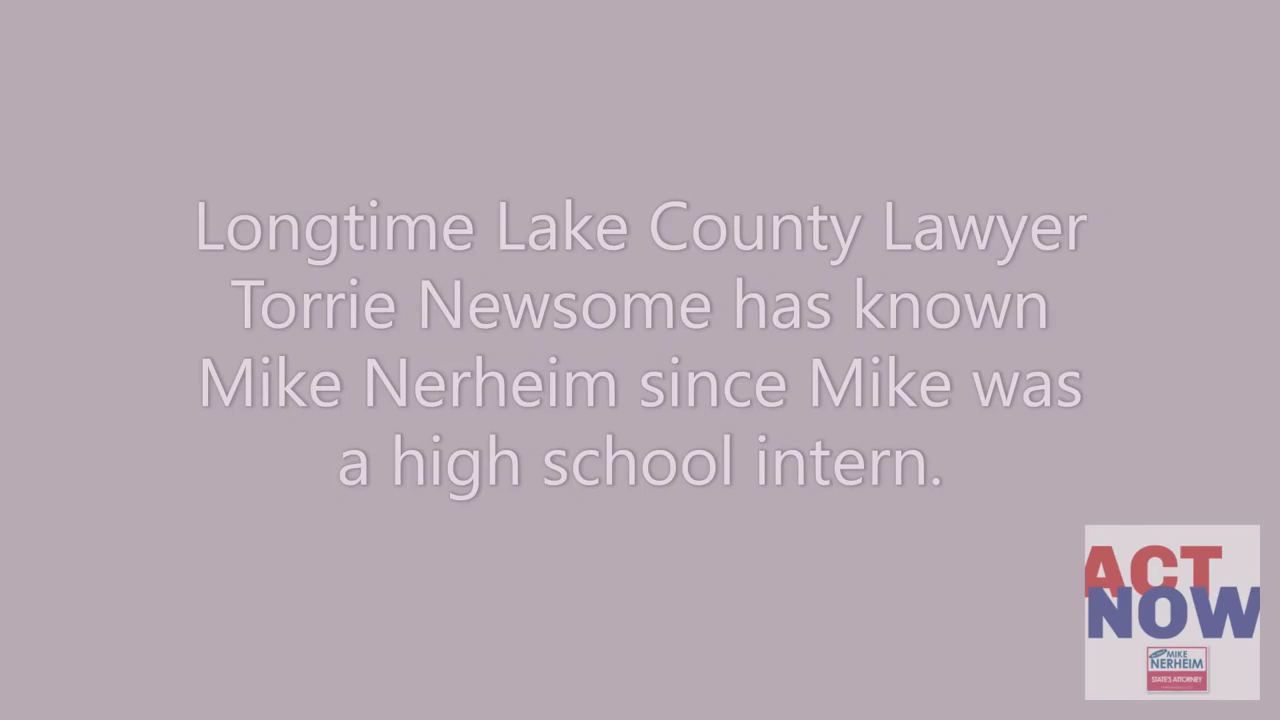 Longtime Lake County Lawyer
Torrie Newsome has known
Mike Nerheim since Mike was
a high school intern.
ACT
NOW
MIKE
NERHEIM
STATE'S ATTORNEY